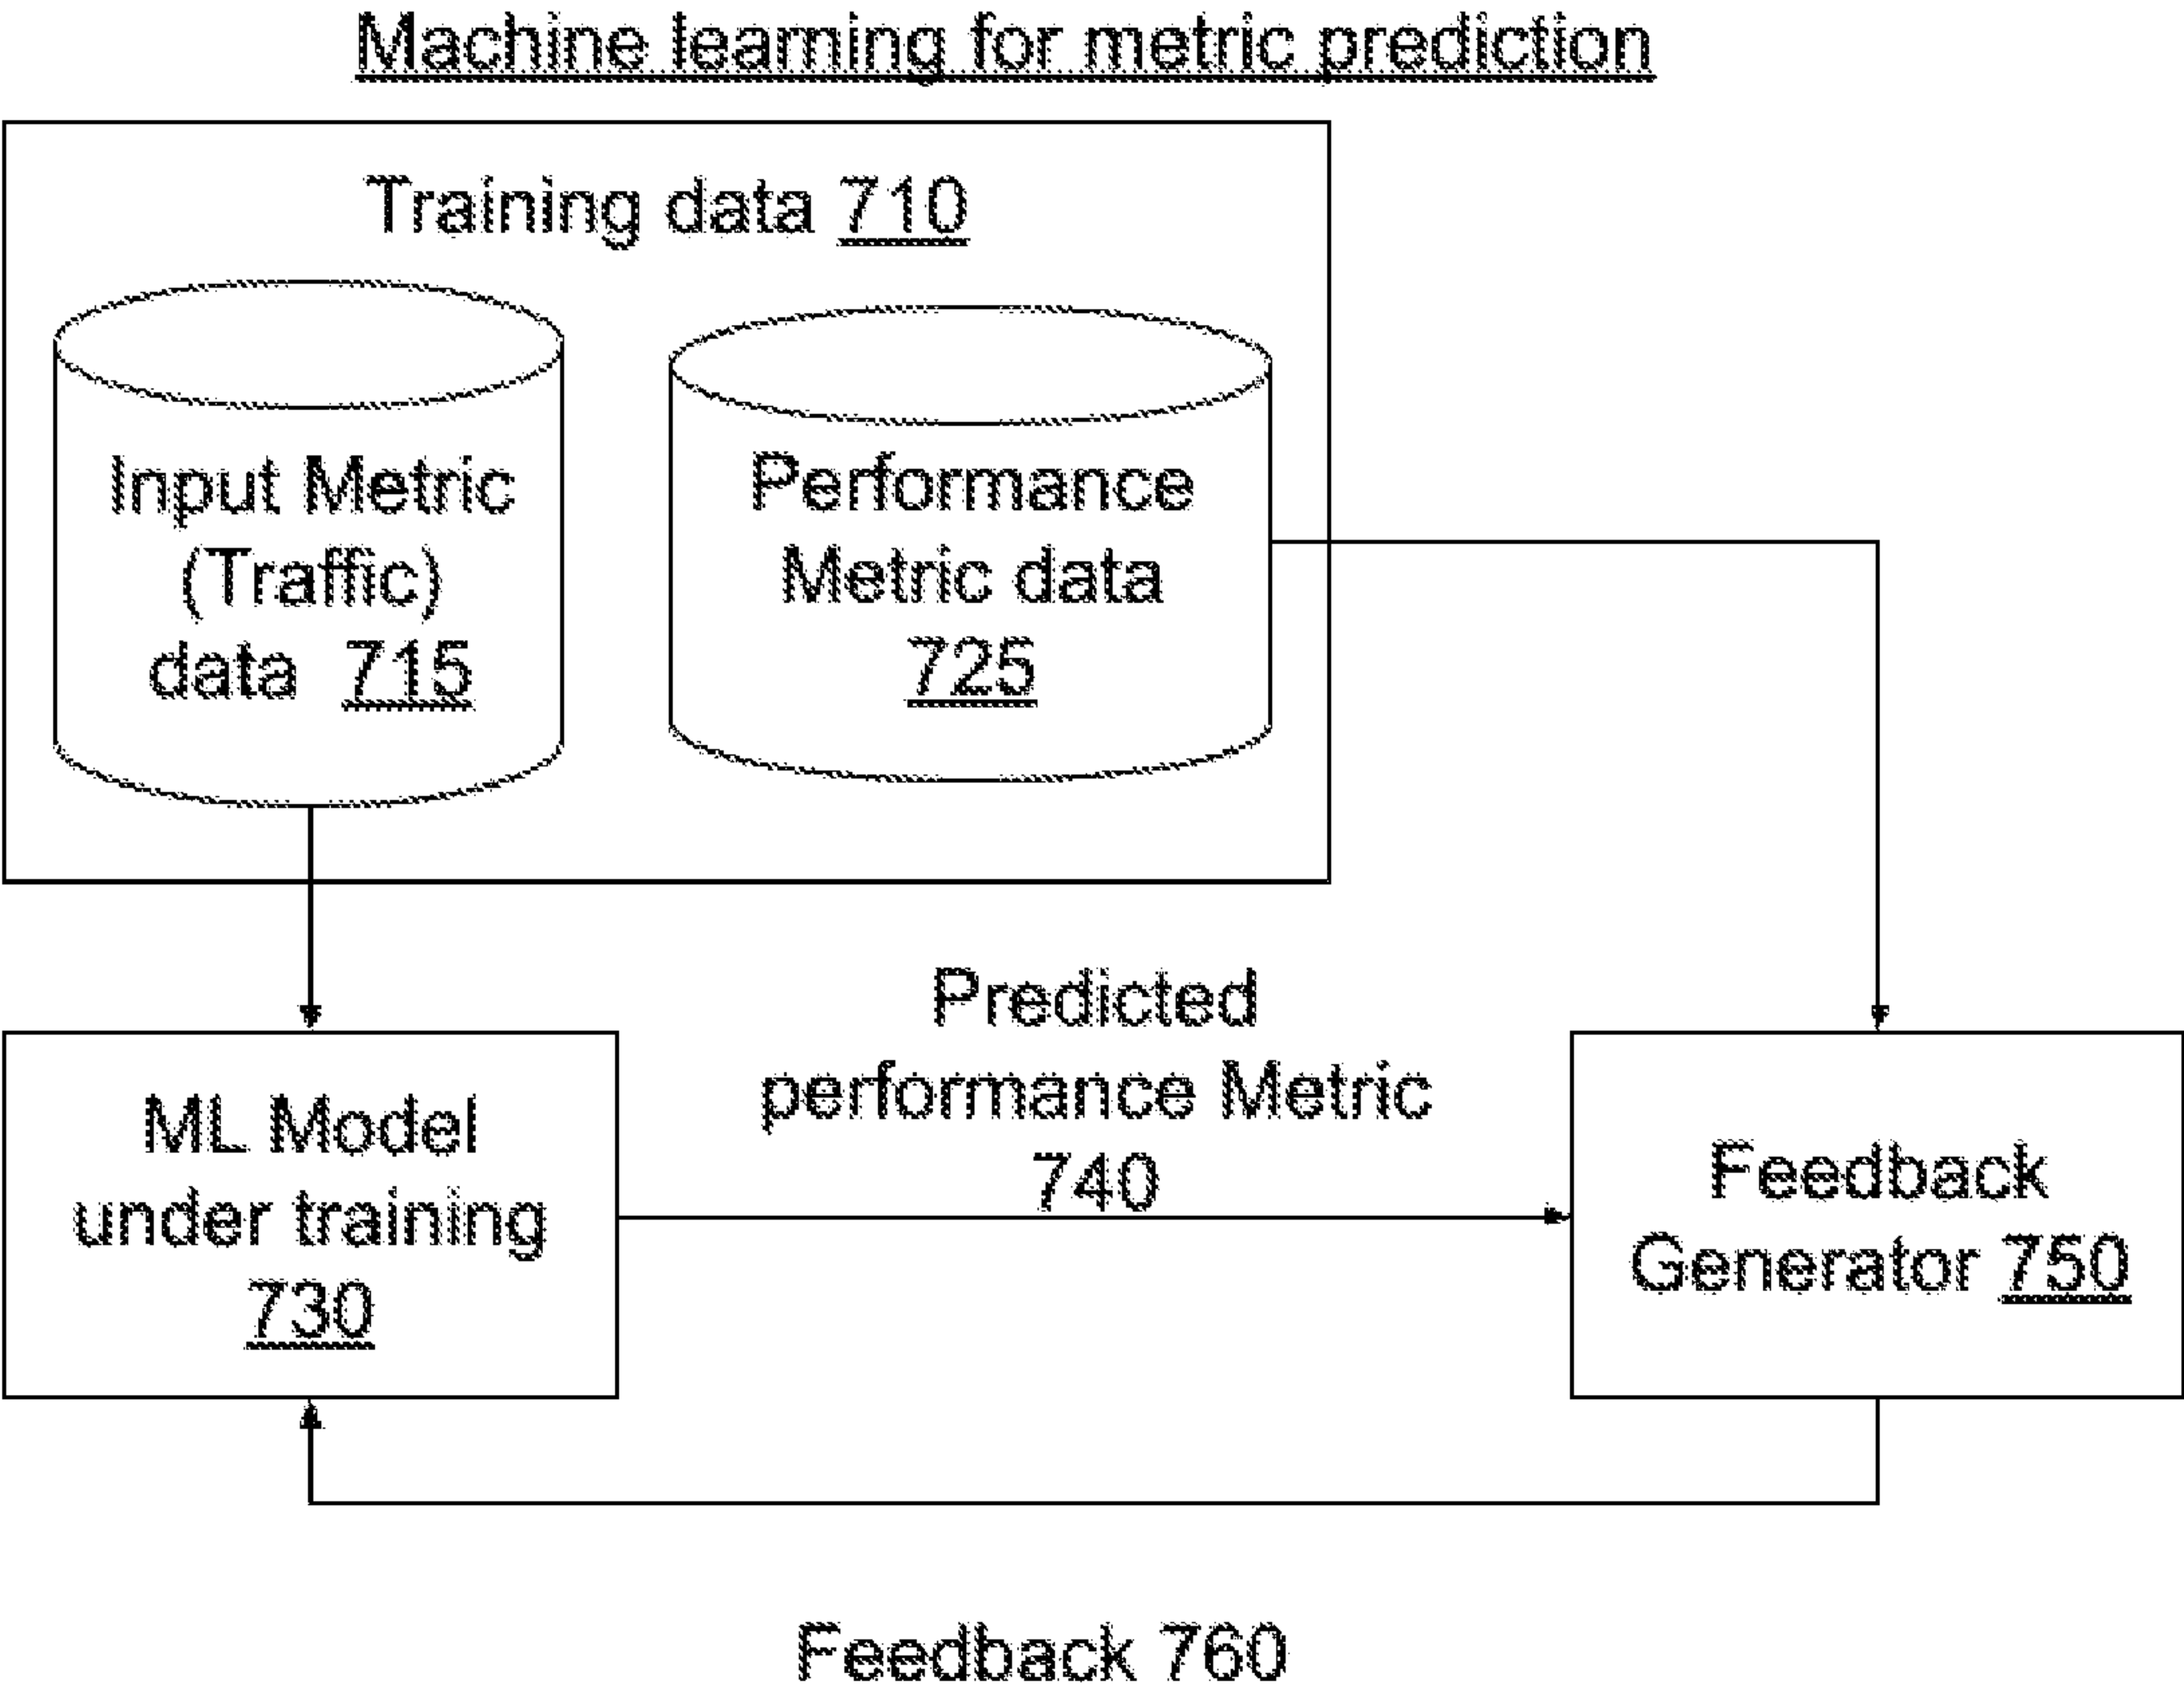 Machine learning for metric prediction
Training data 710
Input Metric
(Traffic)
data 715
Performance
Metric data
725
Predicted
performance Metric
740
ML Model
under training
730
Feedback
Generator 750
Feedback 760